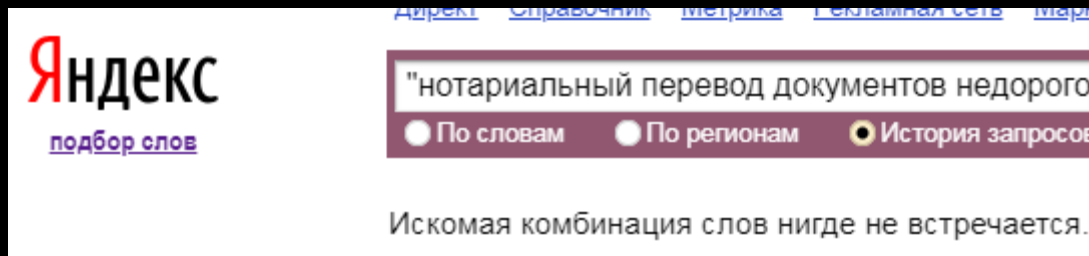 Директ Справочник Метрика Рекламная сеть
Яндекс
подбор слов
"нотариальный перевод документов недорого
По словам По регионам История запросов
Искомая комбинация слов нигде не встречается.